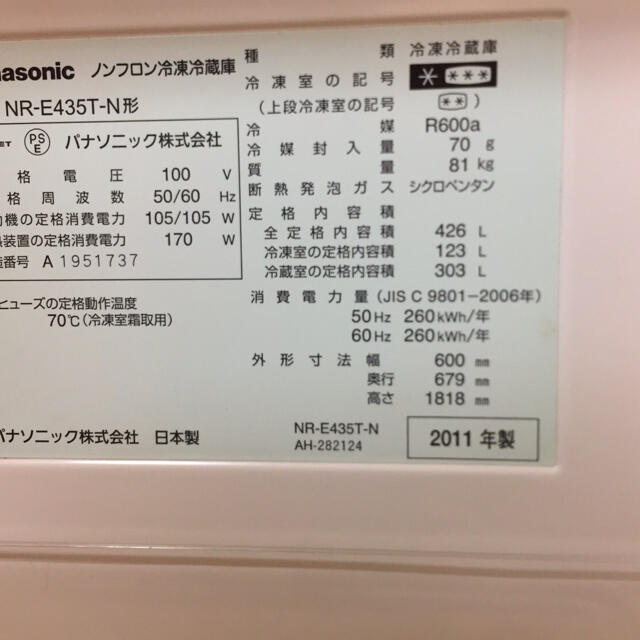 ノンフロン冷凍冷蔵庫
NR-E435T-N形
PS E パナソニック株式会社
格電圧 100 V
格周波数 50/60 Hz
機の定格消費電力 105/105 W
装置の定格消費電力 170 W
番号 A 1951737
ヒューズの定格動作温度
70℃(冷凍室霜取用)
パナソニック株式会社 日本製
種類 冷凍冷蔵庫
冷凍室の記号 * ***
(上段冷凍室の記号 ** )
冷媒 R600a
冷媒封入量 70 g
質量 81 kg
断熱発泡ガス シクロペンタン
定格内容積
全定格内容積 426 L
冷凍室の定格内容積 123 L
冷蔵室の定格内容積 303 L
消費電力量(JIS C 9801-2006年)
50Hz 260kWh/年
60Hz 260kWh/年
外形寸法 幅 600 mm
奥行 679 mm
高さ 1818 mm
NR-E435T-N
AH-282124
2011年製